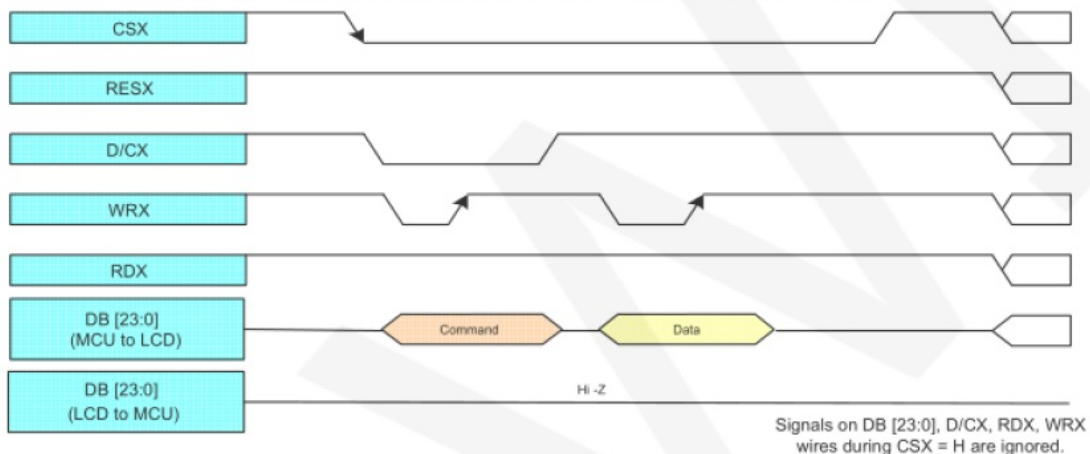 CSX
RESX
D/CX
WRX
RDX
DB [23:0]
(MCU to LCD)
Command
Data
DB [23:0]
(LCD to MCU)
Hi -Z
Signals on DB [23:0], D/CX, RDX, WRX
wires during CSX = H are ignored.